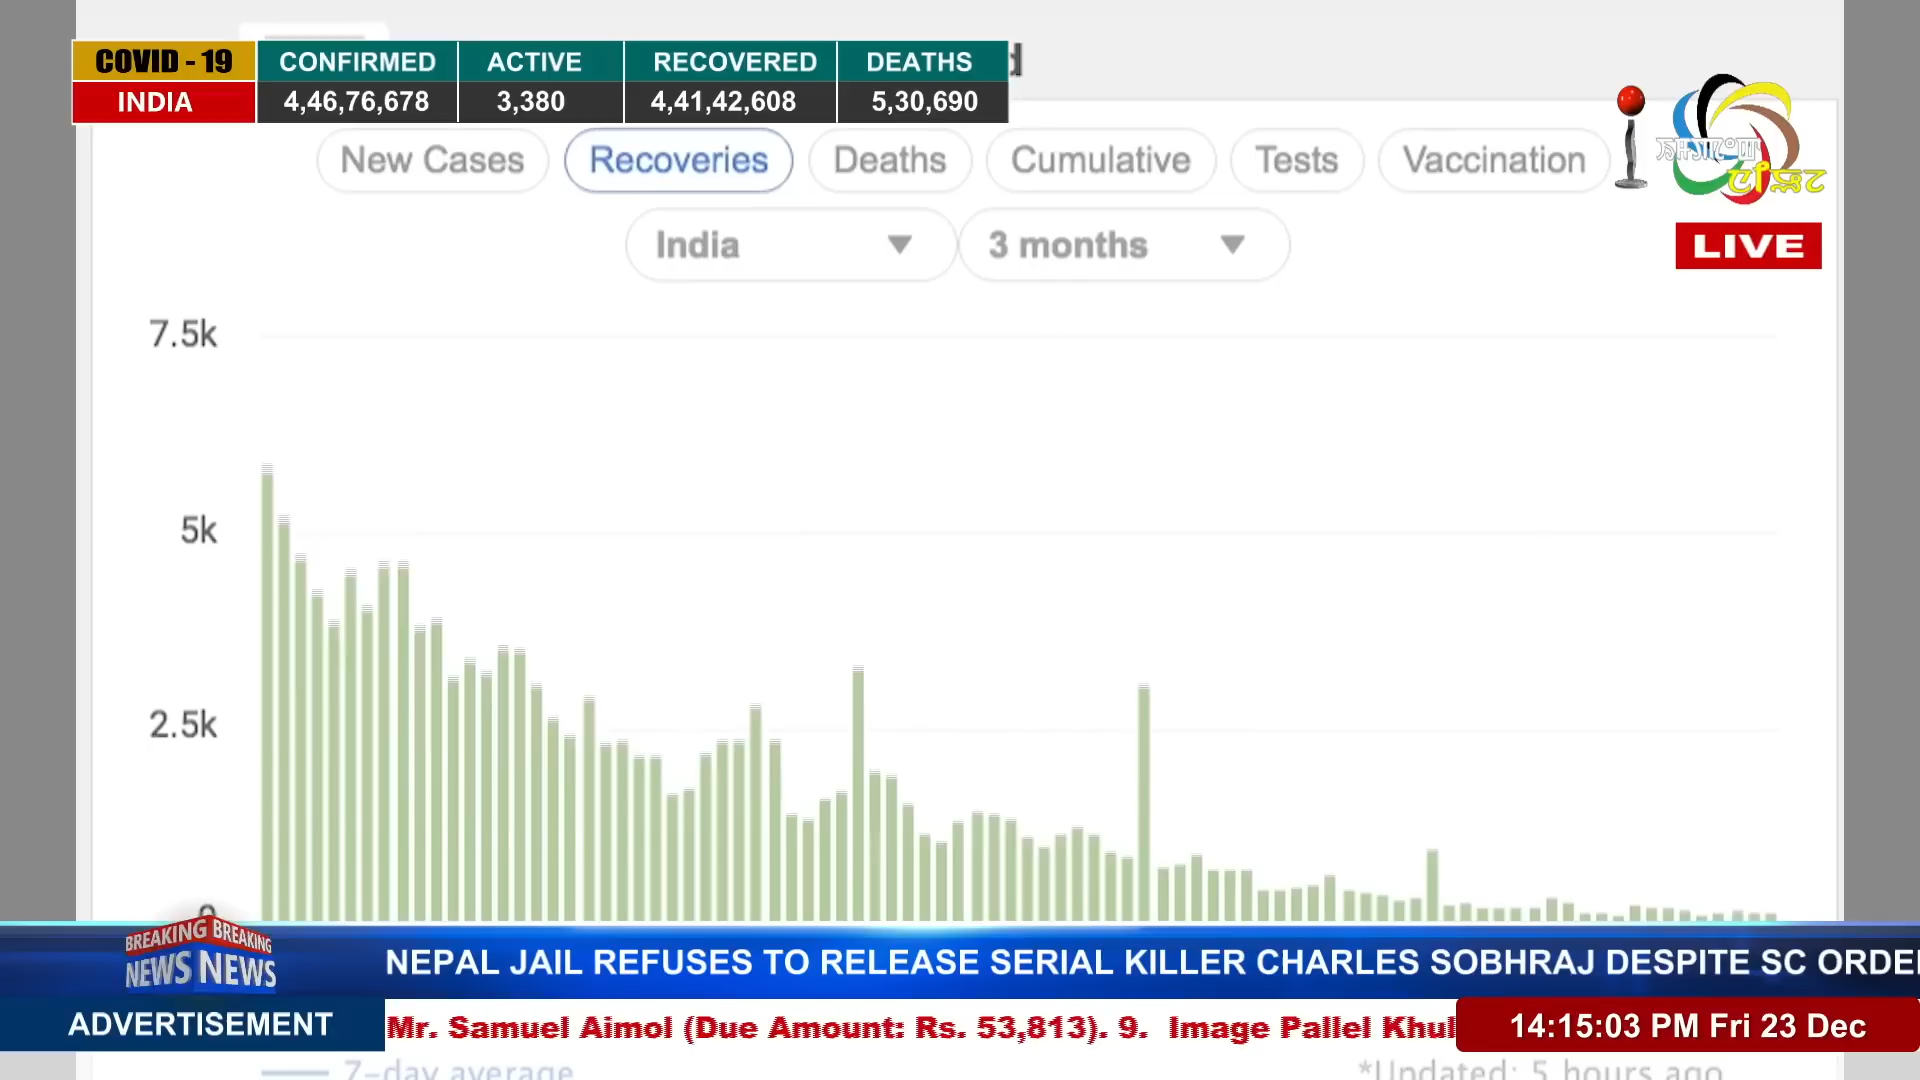 COVID - 19 CONFIRMED ACTIVE RECOVERED DEATHS
INDIA 4,46,76,678 3,380 4,41,42,608 5,30,690
New Cases Recoveries Deaths Cumulative Tests Vaccination
India 3 months
LIVE
7.5k
5k
2.5k
0
BREAKING BREAKING
NEWS NEWS
NEPAL JAIL REFUSES TO RELEASE SERIAL KILLER CHARLES SOBHRAJ DESPITE SC ORDE
ADVERTISEMENT
Mr. Samuel Aimol (Due Amount: Rs. 53,813). 9. Image Pallel Khul
14:15:03 PM Fri 23 Dec
7-day average
*Updated: 5 hours ago